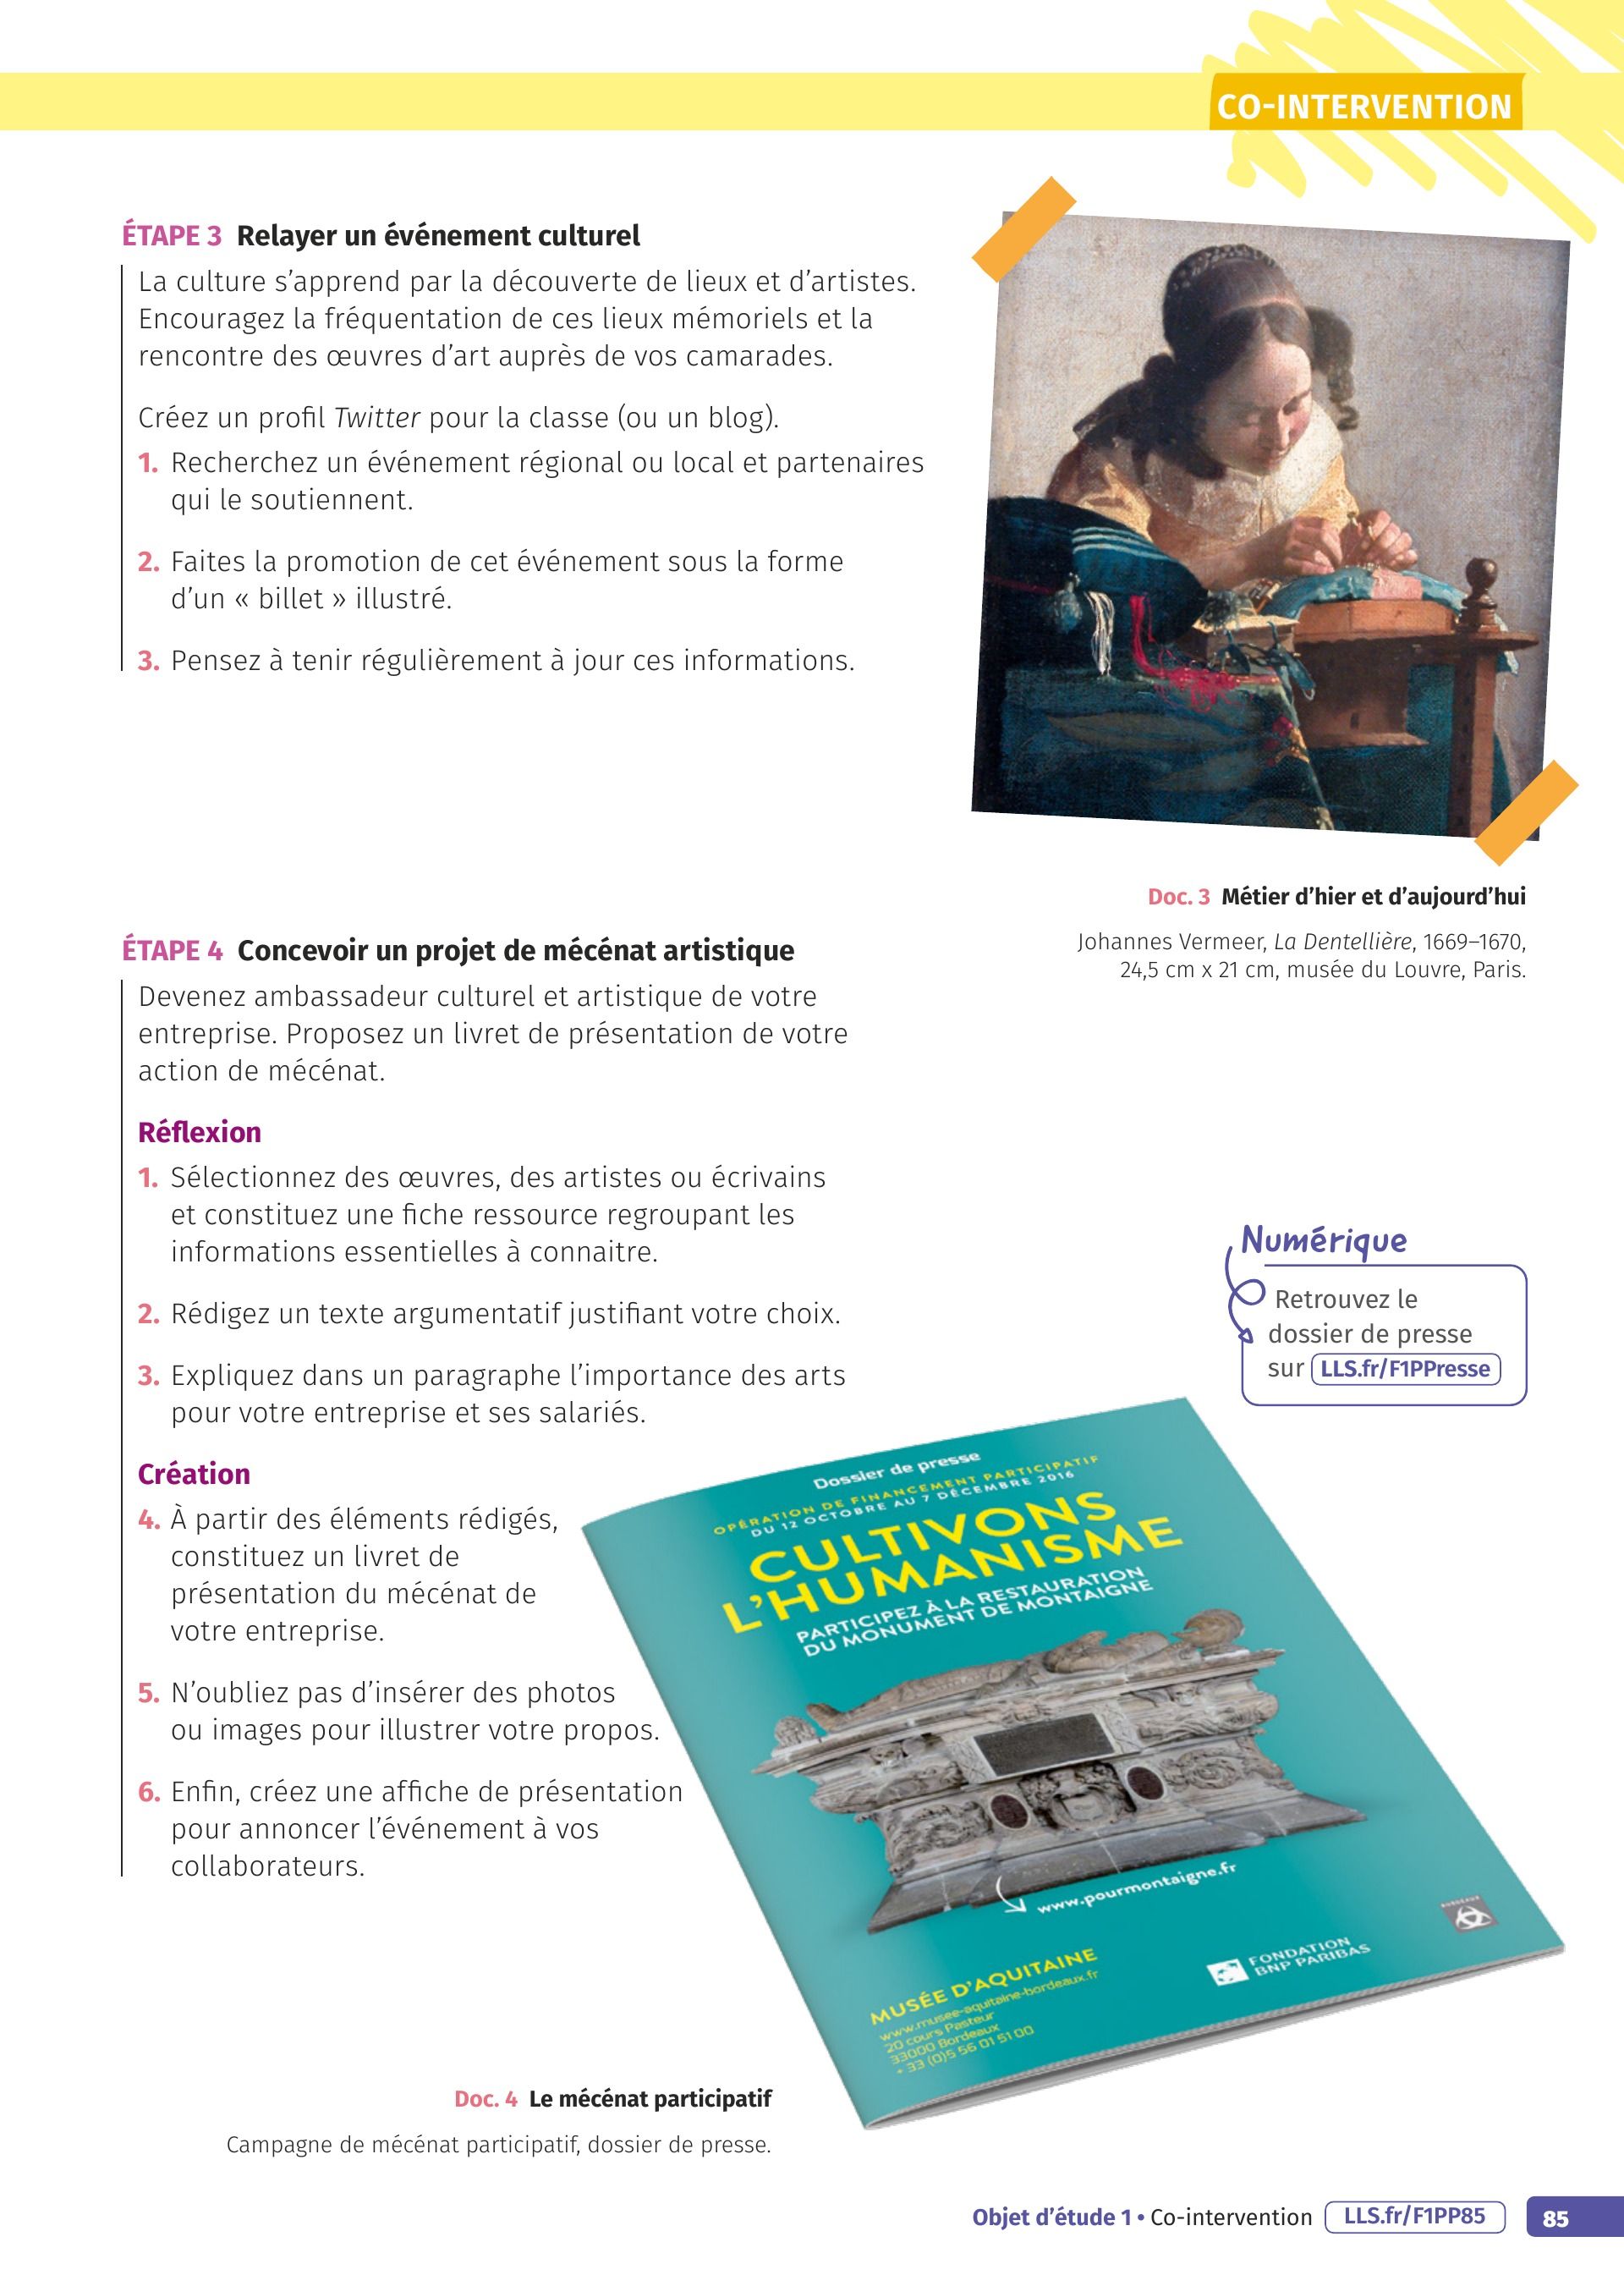 CO-INTERVENTION
ÉTAPE 3 Relayer un événement culturel
La culture s’apprend par la découverte de lieux et d’artistes.
Encouragez la fréquentation de ces lieux mémoriels et la
rencontre des œuvres d’art auprès de vos camarades.
Créez un profil Twitter pour la classe (ou un blog).
1. Recherchez un événement régional ou local et partenaires
qui le soutiennent.
2. Faites la promotion de cet événement sous la forme
d’un « billet » illustré.
3. Pensez à tenir régulièrement à jour ces informations.
Doc. 3 Métier d’hier et d’aujourd’hui
Johannes Vermeer, La Dentellière, 1669–1670,
24,5 cm x 21 cm, musée du Louvre, Paris.
ÉTAPE 4 Concevoir un projet de mécénat artistique
Devenez ambassadeur culturel et artistique de votre
entreprise. Proposez un livret de présentation de votre
action de mécénat.
Réflexion
1. Sélectionnez des œuvres, des artistes ou écrivains
et constituez une fiche ressource regroupant les
informations essentielles à connaitre.
2. Rédigez un texte argumentatif justifiant votre choix.
3. Expliquez dans un paragraphe l’importance des arts
pour votre entreprise et ses salariés.
Création
4. À partir des éléments rédigés,
constituez un livret de
présentation du mécénat de
votre entreprise.
5. N’oubliez pas d’insérer des photos
ou images pour illustrer votre propos.
6. Enfin, créez une affiche de présentation
pour annoncer l’événement à vos
collaborateurs.
Numérique
Retrouvez le
dossier de presse
sur LLS.fr/F1PPresse
Dossier de presse
OPÉRATION DE FINANCEMENT PARTICIPATIF
DU 12 OCTOBRE AU 7 DÉCEMBRE 2016
CULTIVONS
L’HUMANISME
PARTICIPEZ À LA RESTAURATION
DU MONUMENT DE MONTAIGNE
www.pourmontaigne.fr
MUSÉE D’AQUITAINE
www.musee-aquitaine-bordeaux.fr
20 cours Pasteur
33000 Bordeaux
+ 33 (0)5 56 01 51 00
FONDATION
BNP PARIBAS
BORDEAUX
Doc. 4 Le mécénat participatif
Campagne de mécénat participatif, dossier de presse.
Objet d’étude 1 • Co-intervention LLS.fr/F1PP85 85